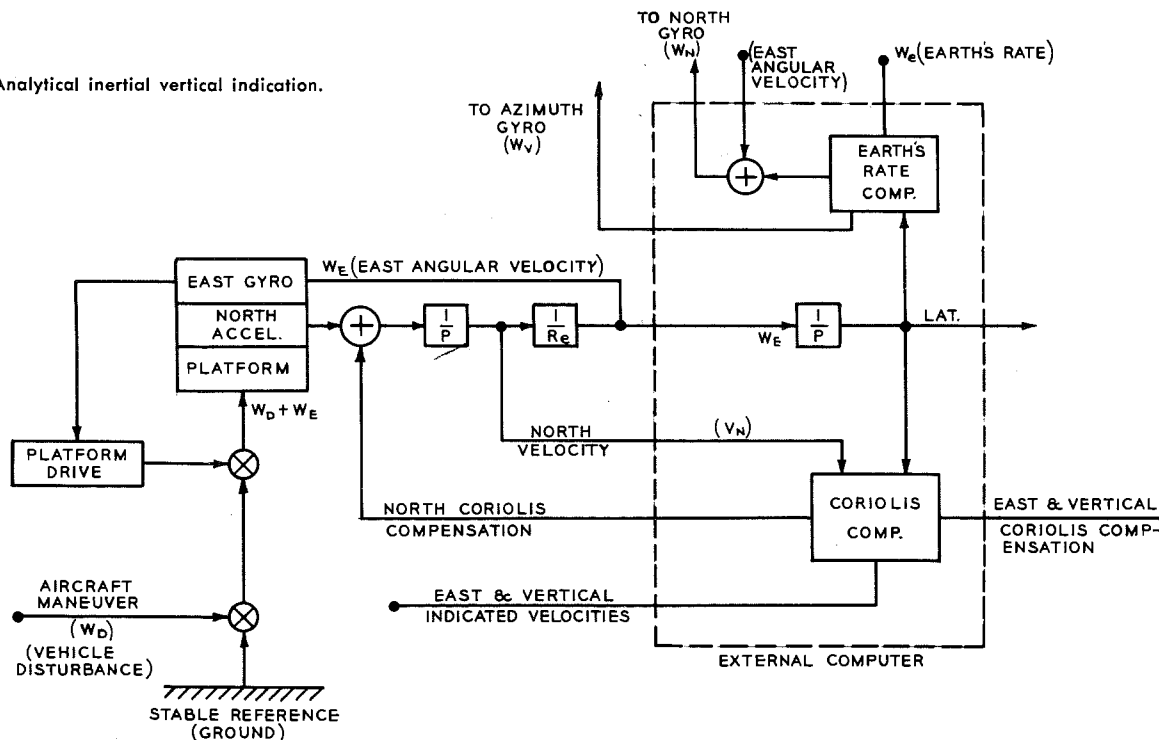 Analytical inertial vertical indication.
TO NORTH
GYRO
(WN)
(EAST
ANGULAR
VELOCITY)
We (EARTH'S RATE)
TO AZIMUTH
GYRO
(WV)
+
EARTH'S
RATE
COMP.
EAST GYRO
NORTH
ACCEL.
PLATFORM
WE (EAST ANGULAR VELOCITY)
+
1
P
1
Re
WE
1
P
LAT.
WD + WE
PLATFORM
DRIVE
NORTH
VELOCITY
(VN)
NORTH CORIOLIS
COMPENSATION
CORIOLIS
COMP.
EAST & VERTICAL
CORIOLIS COMP-
ENSATION
AIRCRAFT
MANEUVER
(WD)
(VEHICLE
DISTURBANCE)
EAST & VERTICAL
INDICATED VELOCITIES
EXTERNAL COMPUTER
STABLE REFERENCE
(GROUND)